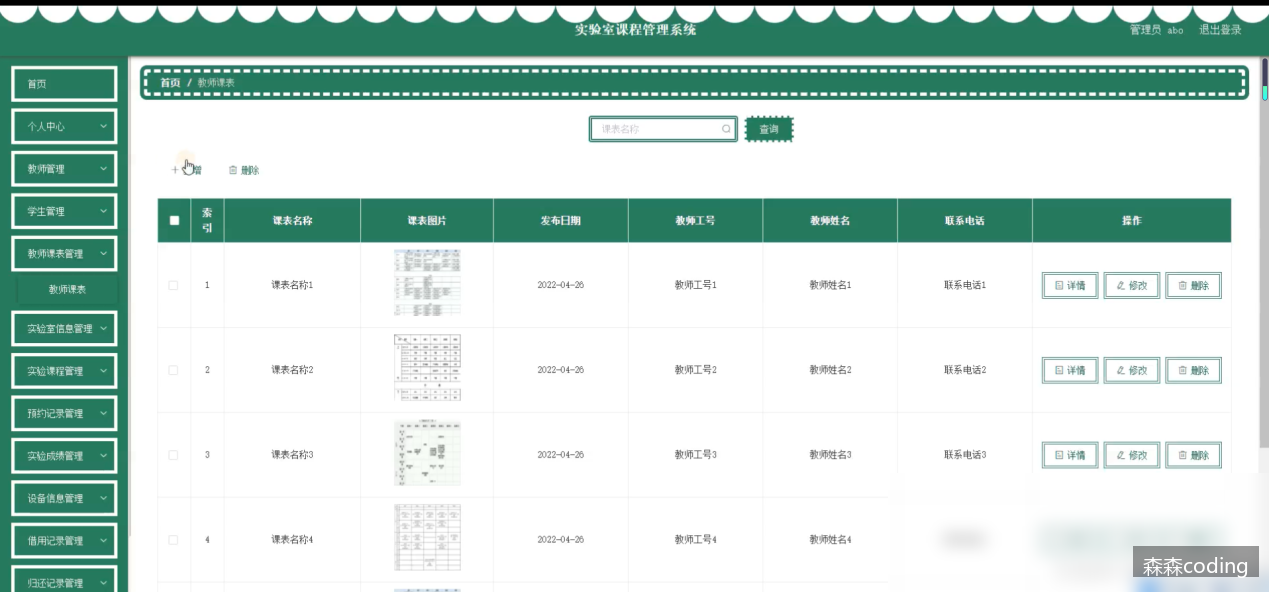 实验室课程管理系统
管理员 abo 退出登录
首页
个人中心
教师管理
学生管理
教师课表管理
教师课表
实验室信息管理
实验课程管理
预约记录管理
实验成绩管理
设备信息管理
借用记录管理
归还记录管理
首页 / 教师课表
课表名称 查询
+ 增 删除
索引 课表名称 课表图片 发布日期 教师工号 教师姓名 联系电话 操作
1 课表名称1 2022-04-26 教师工号1 教师姓名1 联系电话1 详情 修改 删除
2 课表名称2 2022-04-26 教师工号2 教师姓名2 联系电话2 详情 修改 删除
3 课表名称3 2022-04-26 教师工号3 教师姓名3 联系电话3 详情 修改 删除
4 课表名称4 2022-04-26 教师工号4 教师姓名4
森森coding